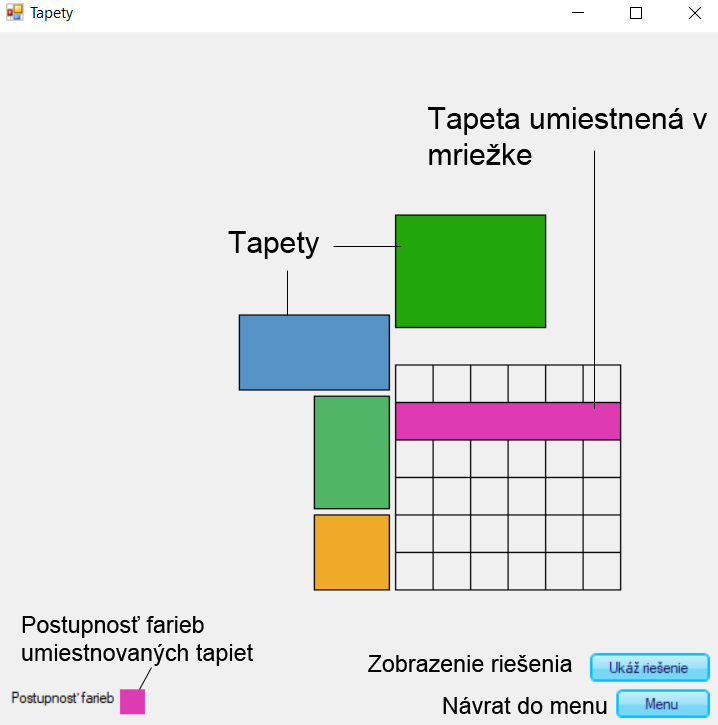 Tapety
Tapeta umiestnená v
mriežke
Tapety
Postupnosť farieb
umiestnovaných tapiet
Postupnosť farieb
Zobrazenie riešenia
Ukáž riešenie
Návrat do menu
Menu